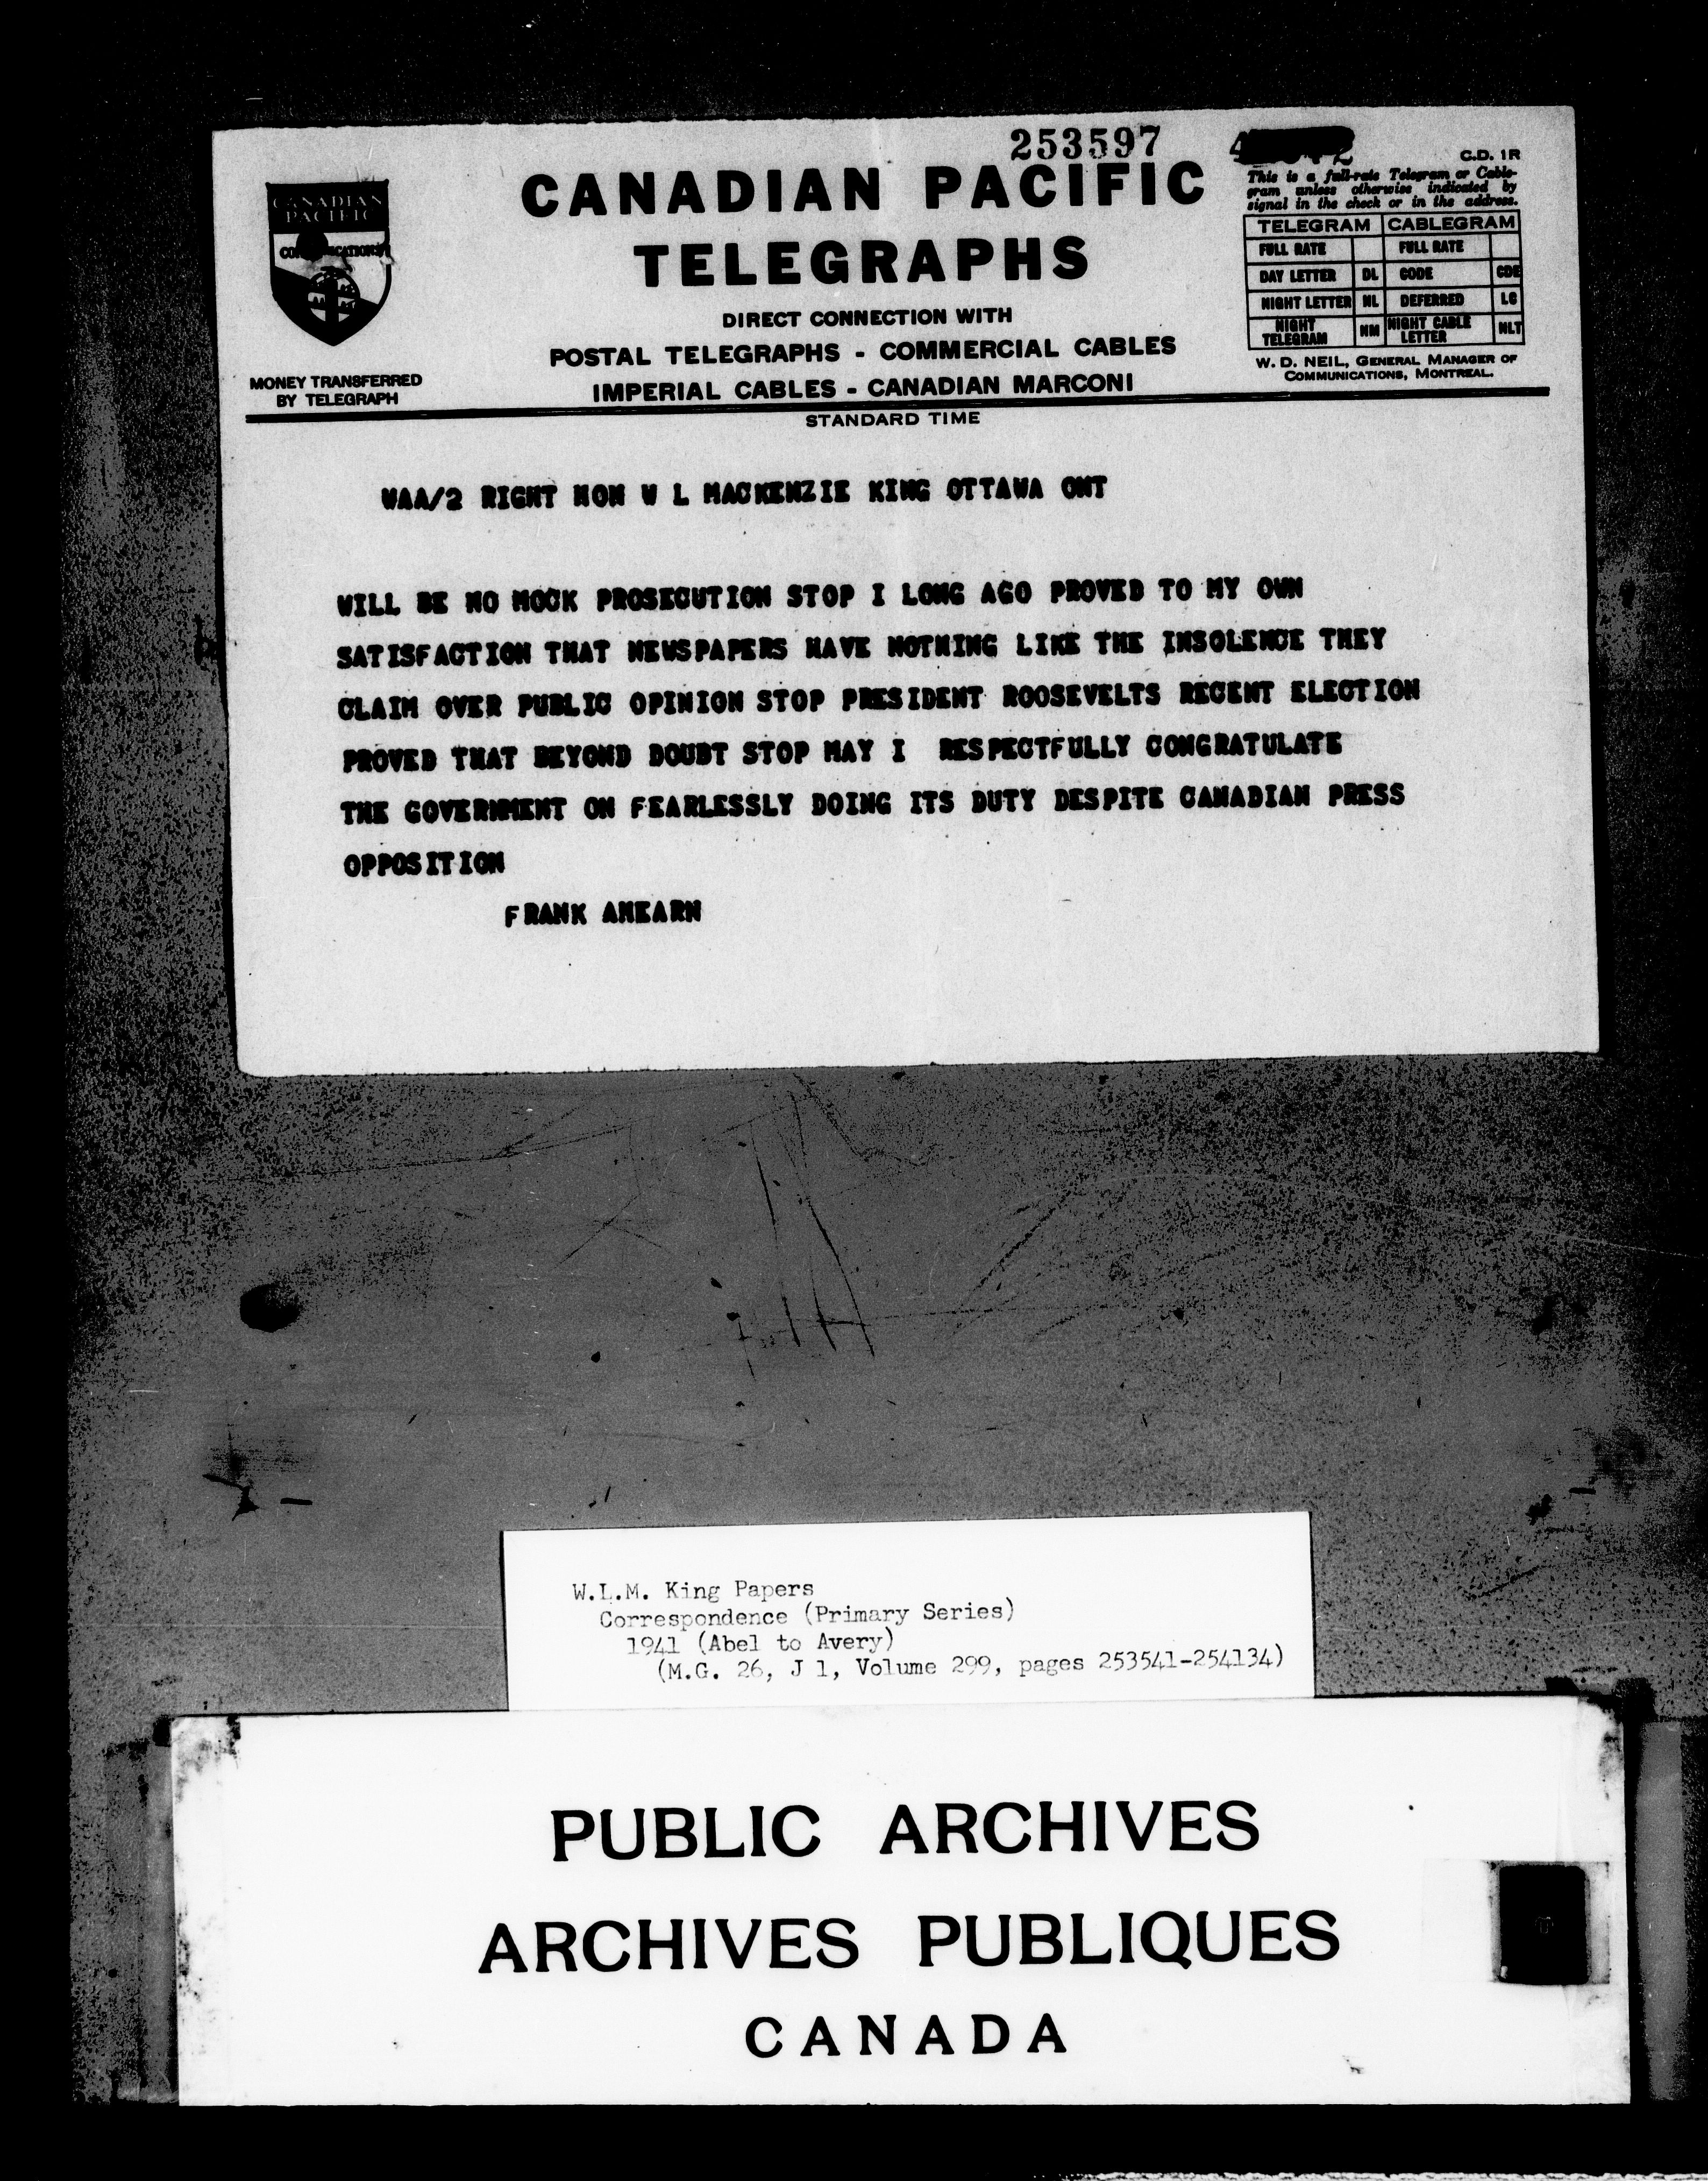 253597
C.D. 1R
CANADIAN PACIFIC
TELEGRAPHS
DIRECT CONNECTION WITH
POSTAL TELEGRAPHS - COMMERCIAL CABLES
IMPERIAL CABLES - CANADIAN MARCONI
CANADIAN
PACIFIC
MONEY TRANSFERRED
BY TELEGRAPH
This is a full-rate Telegram or Cable-
gram unless otherwise indicated by
signal in the check or in the address.
TELEGRAM CABLEGRAM
FULL RATE FULL RATE
DAY LETTER DL CODE CDE
NIGHT LETTER NL DEFERRED LC
NIGHT TELEGRAM NM NIGHT CABLE LETTER NLT
W. D. NEIL, GENERAL MANAGER OF
COMMUNICATIONS, MONTREAL.
STANDARD TIME
WAA/2 RIGHT HON W L MACKENZIE KING OTTAWA ONT
WILL BE NO MOCK PROSECUTION STOP I LONG AGO PROVED TO MY OWN
SATISFACTION THAT NEWSPAPERS HAVE NOTHING LIKE THE INSOLENCE THEY
CLAIM OVER PUBLIC OPINION STOP PRESIDENT ROOSEVELTS RECENT ELECTION
PROVED THAT BEYOND DOUBT STOP MAY I RESPECTFULLY CONGRATULATE
THE GOVERNMENT ON FEARLESSLY DOING ITS DUTY DESPITE CANADIAN PRESS
OPPOSITION
FRANK AHEARN
W.L.M. King Papers
Correspondence (Primary Series)
1941 (Abel to Avery)
(M.G. 26, J 1, Volume 299, pages 253541-254134)
PUBLIC ARCHIVES
ARCHIVES PUBLIQUES
CANADA